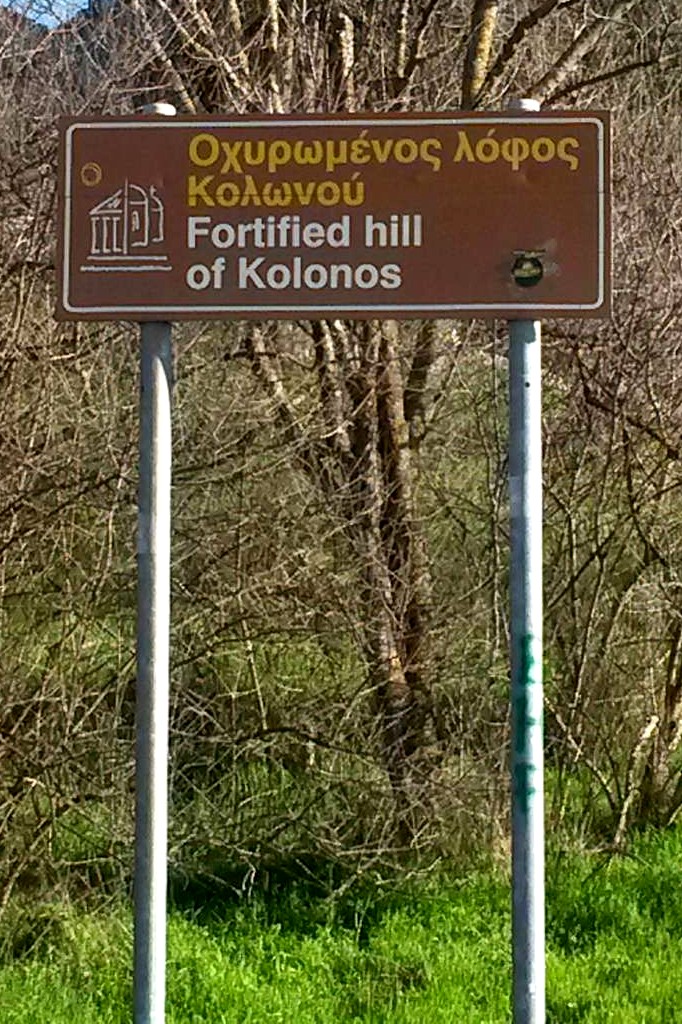 Οχυρωμένος λόφος
Κολωνού
Fortified hill
of Kolonos